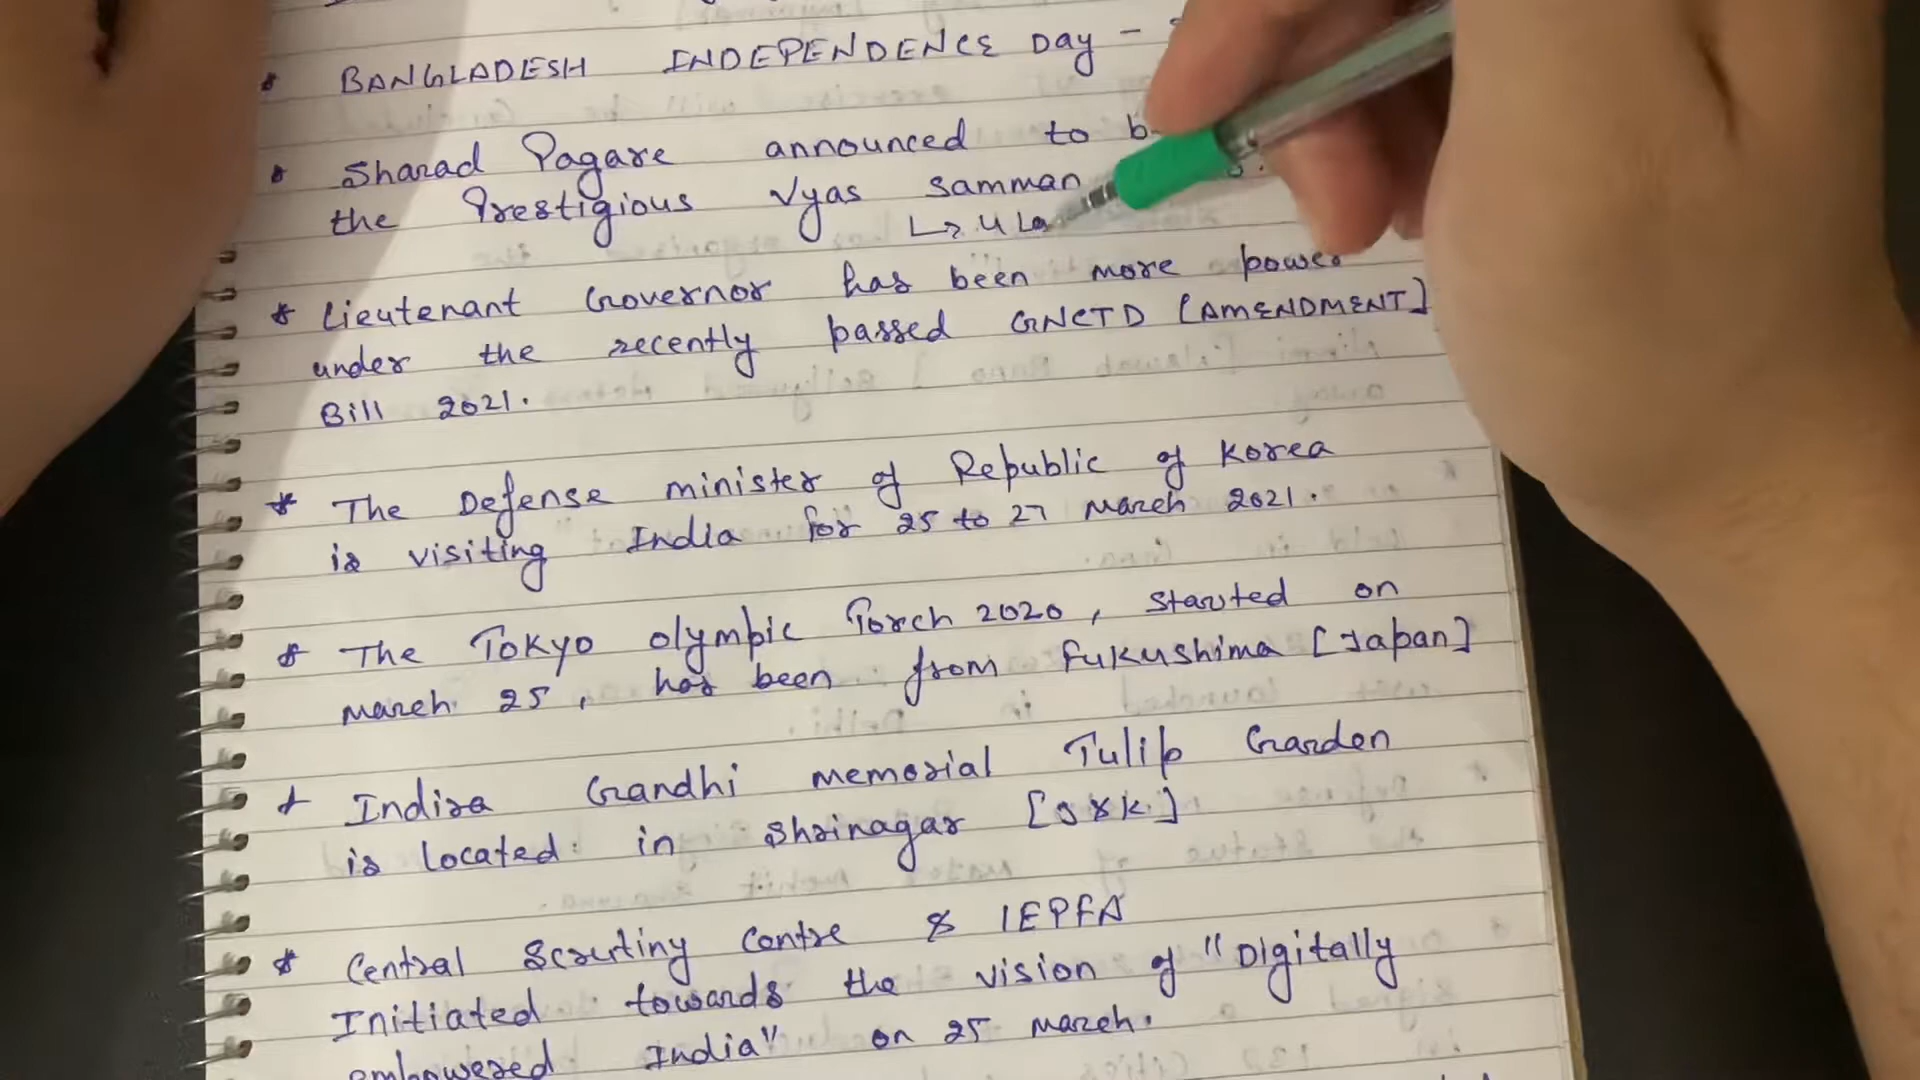 * BANGLADESH INDEPENDENCE Day -
* Sharad Pagare announced to b
the Prestigious Vyas Samman
↳ 4 La
* Lieutenant Governor has been more power
under the recently passed GNCTD [AMENDMENT]
Bill 2021.
* The Defense minister of Republic of Korea
is visiting India for 25 to 27 March 2021.
* The Tokyo Olympic Torch 2020, started on
march 25, has been from Fukushima [Japan]
* Indira Gandhi memorial Tulip Garden
is located in Shrinagar [J&K]
* Central Scrutiny Centre & IEPFA
Initiated towards the vision of "Digitally
empowered India" on 25 march.